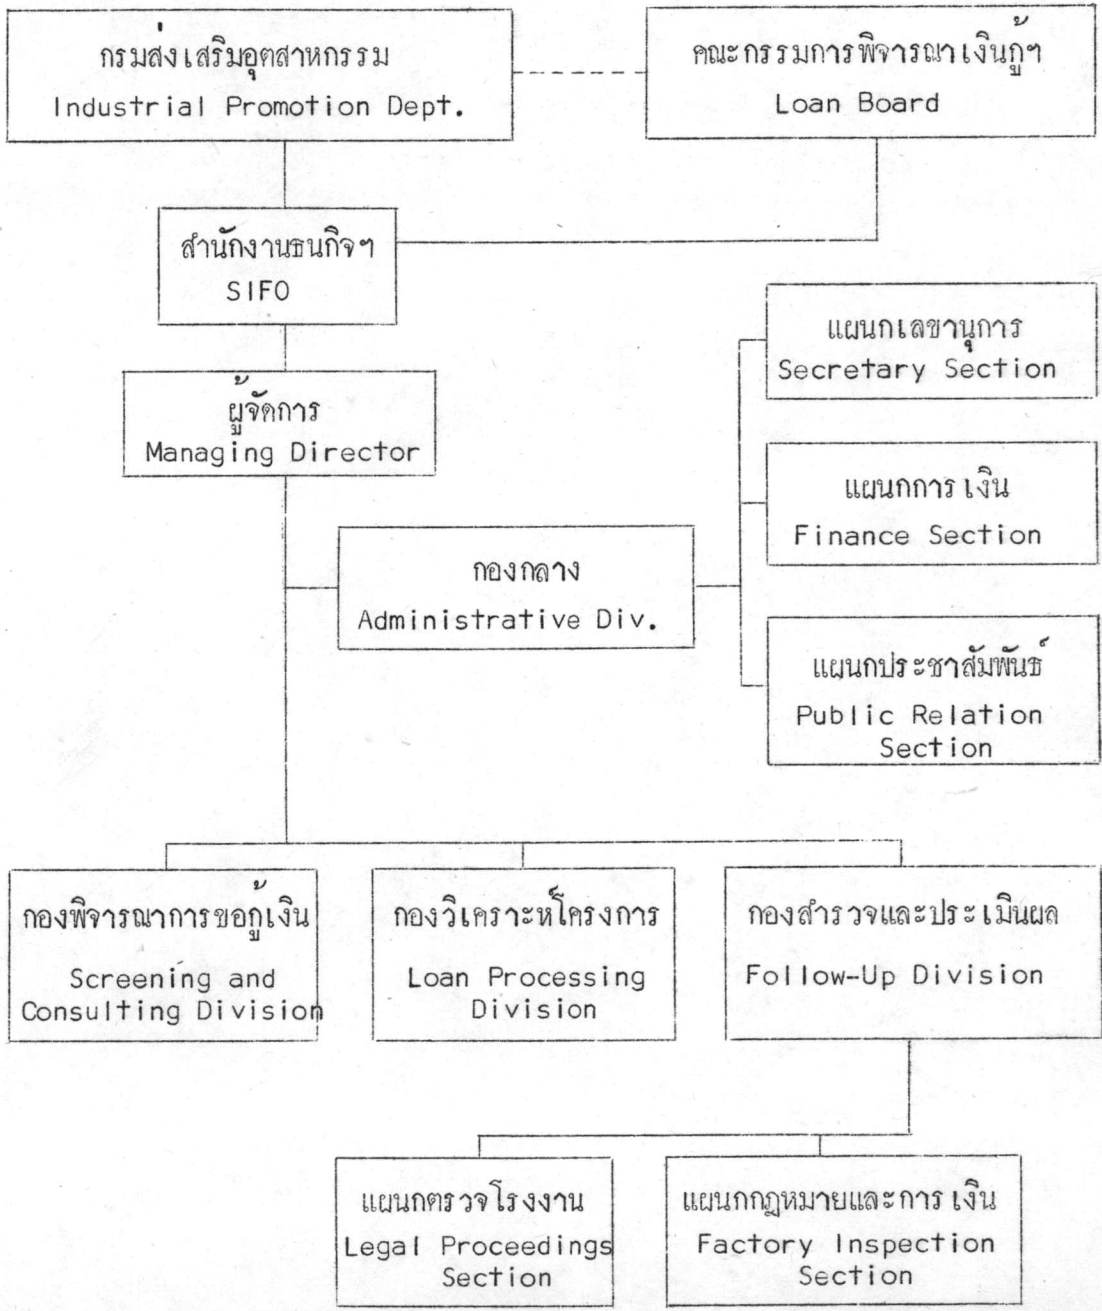 กรมส่งเสริมอุตสาหกรรม
Industrial Promotion Dept.
คณะกรรมการพิจารณาเงินกู้ฯ
Loan Board
สำนักงานธนกิจฯ
SIFO
ผู้จัดการ
Managing Director
แผนกเลขานุการ
Secretary Section
แผนกการเงิน
Finance Section
กองกลาง
Administrative Div.
แผนกประชาสัมพันธ์
Public Relation
Section
กองพิจารณาการขอกู้เงิน
Screening and
Consulting Division
กองวิเคราะห์โครงการ
Loan Processing
Division
กองสำรวจและประเมินผล
Follow-Up Division
แผนกตรวจโรงงาน
Legal Proceedings
Section
แผนกกฎหมายและการเงิน
Factory Inspection
Section